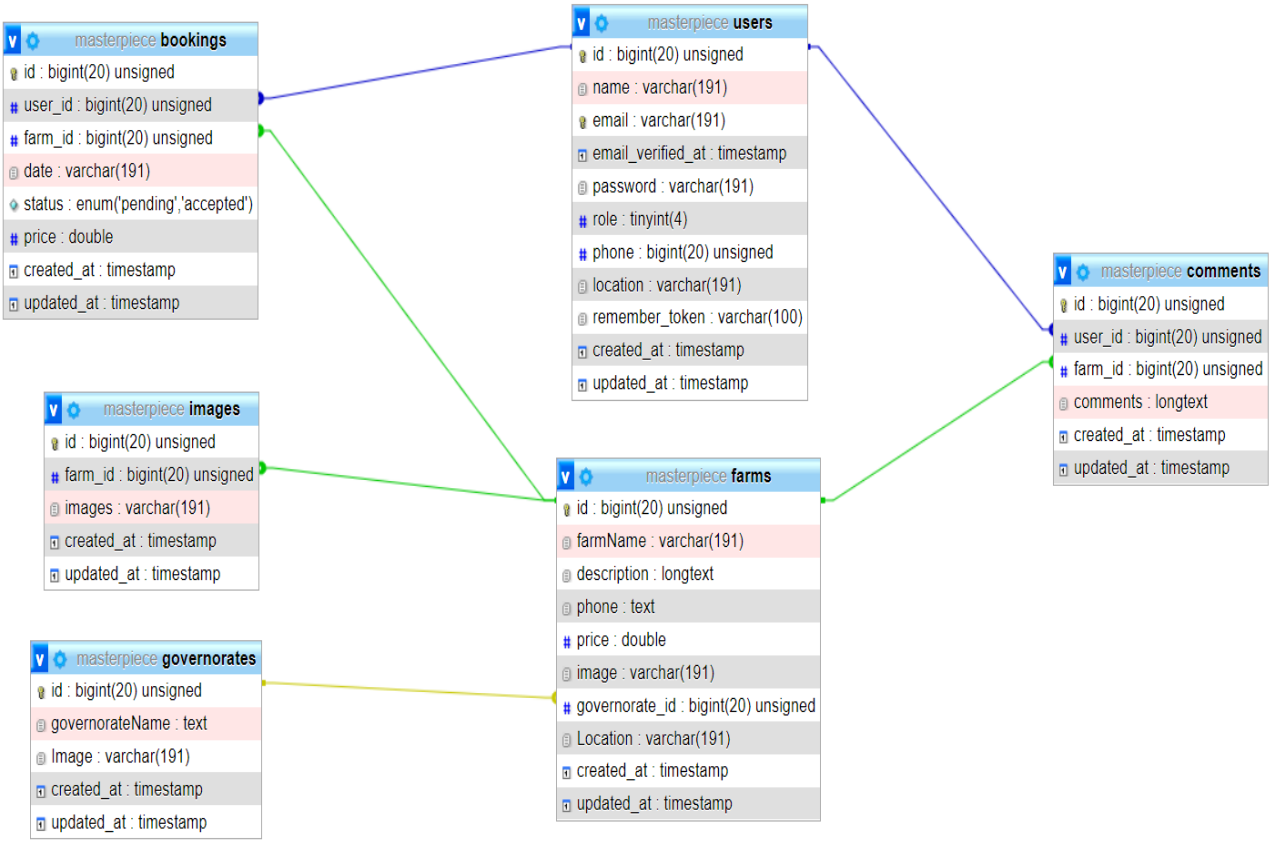 masterpiece bookings
id : bigint(20) unsigned
user_id : bigint(20) unsigned
farm_id : bigint(20) unsigned
date : varchar(191)
status : enum('pending','accepted')
price : double
created_at : timestamp
updated_at : timestamp
masterpiece users
id : bigint(20) unsigned
name : varchar(191)
email : varchar(191)
email_verified_at : timestamp
password : varchar(191)
role : tinyint(4)
phone : bigint(20) unsigned
location : varchar(191)
remember_token : varchar(100)
created_at : timestamp
updated_at : timestamp
masterpiece comments
id : bigint(20) unsigned
user_id : bigint(20) unsigned
farm_id : bigint(20) unsigned
comments : longtext
created_at : timestamp
updated_at : timestamp
masterpiece images
id : bigint(20) unsigned
farm_id : bigint(20) unsigned
images : varchar(191)
created_at : timestamp
updated_at : timestamp
masterpiece farms
id : bigint(20) unsigned
farmName : varchar(191)
description : longtext
phone : text
price : double
image : varchar(191)
governorate_id : bigint(20) unsigned
Location : varchar(191)
created_at : timestamp
updated_at : timestamp
masterpiece governorates
id : bigint(20) unsigned
governorateName : text
Image : varchar(191)
created_at : timestamp
updated_at : timestamp